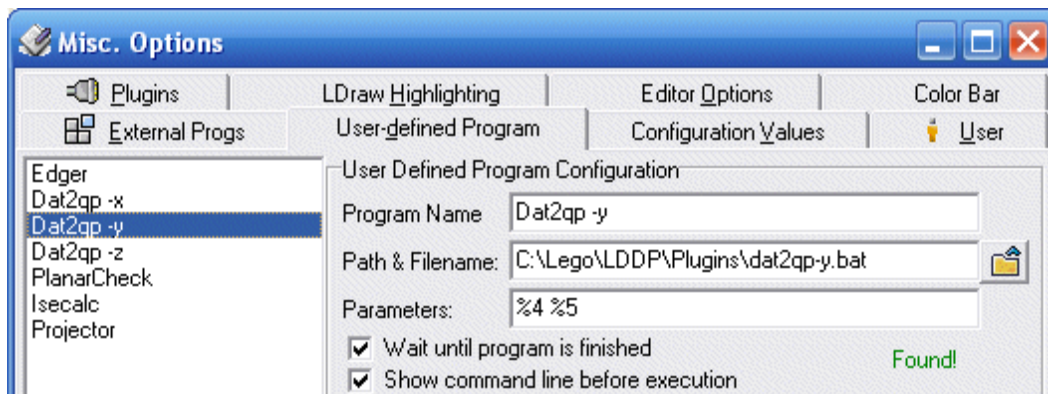 Misc. Options
Plugins
LDraw Highlighting
Editor Options
Color Bar
External Progs
User-defined Program
Configuration Values
User
Edger
Dat2qp -x
Dat2qp -y
Dat2qp -z
PlanarCheck
Isecalc
Projector
User Defined Program Configuration
Program Name
Dat2qp -y
Path & Filename:
C:\Lego\LDDP\Plugins\dat2qp-y.bat
Parameters:
%4 %5
Wait until program is finished
Found!
Show command line before execution